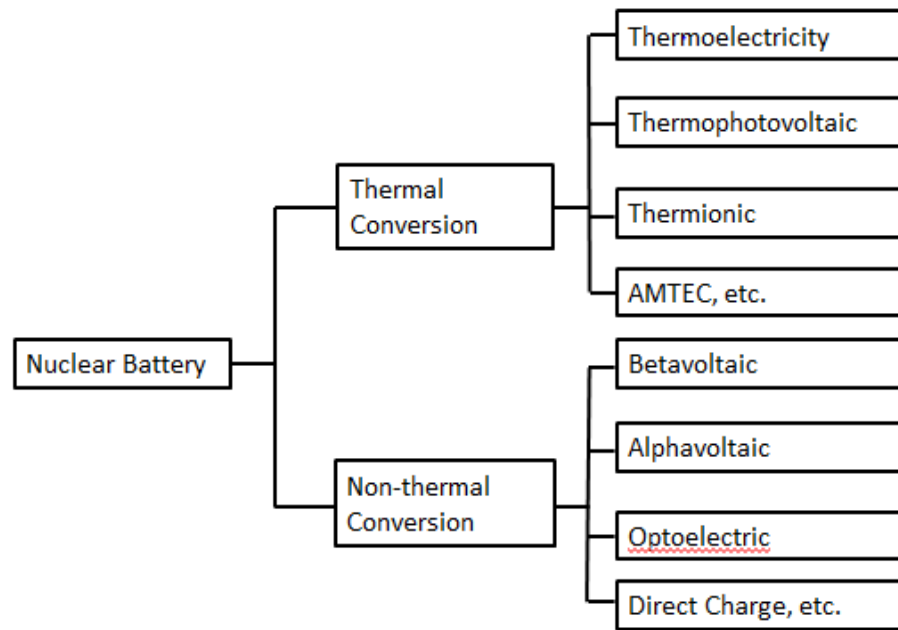 Thermoelectricity
Thermophotovoltaic
Thermal
Conversion
Thermionic
AMTEC, etc.
Nuclear Battery
Betavoltaic
Alphavoltaic
Non-thermal
Conversion
Optoelectric
Direct Charge, etc.